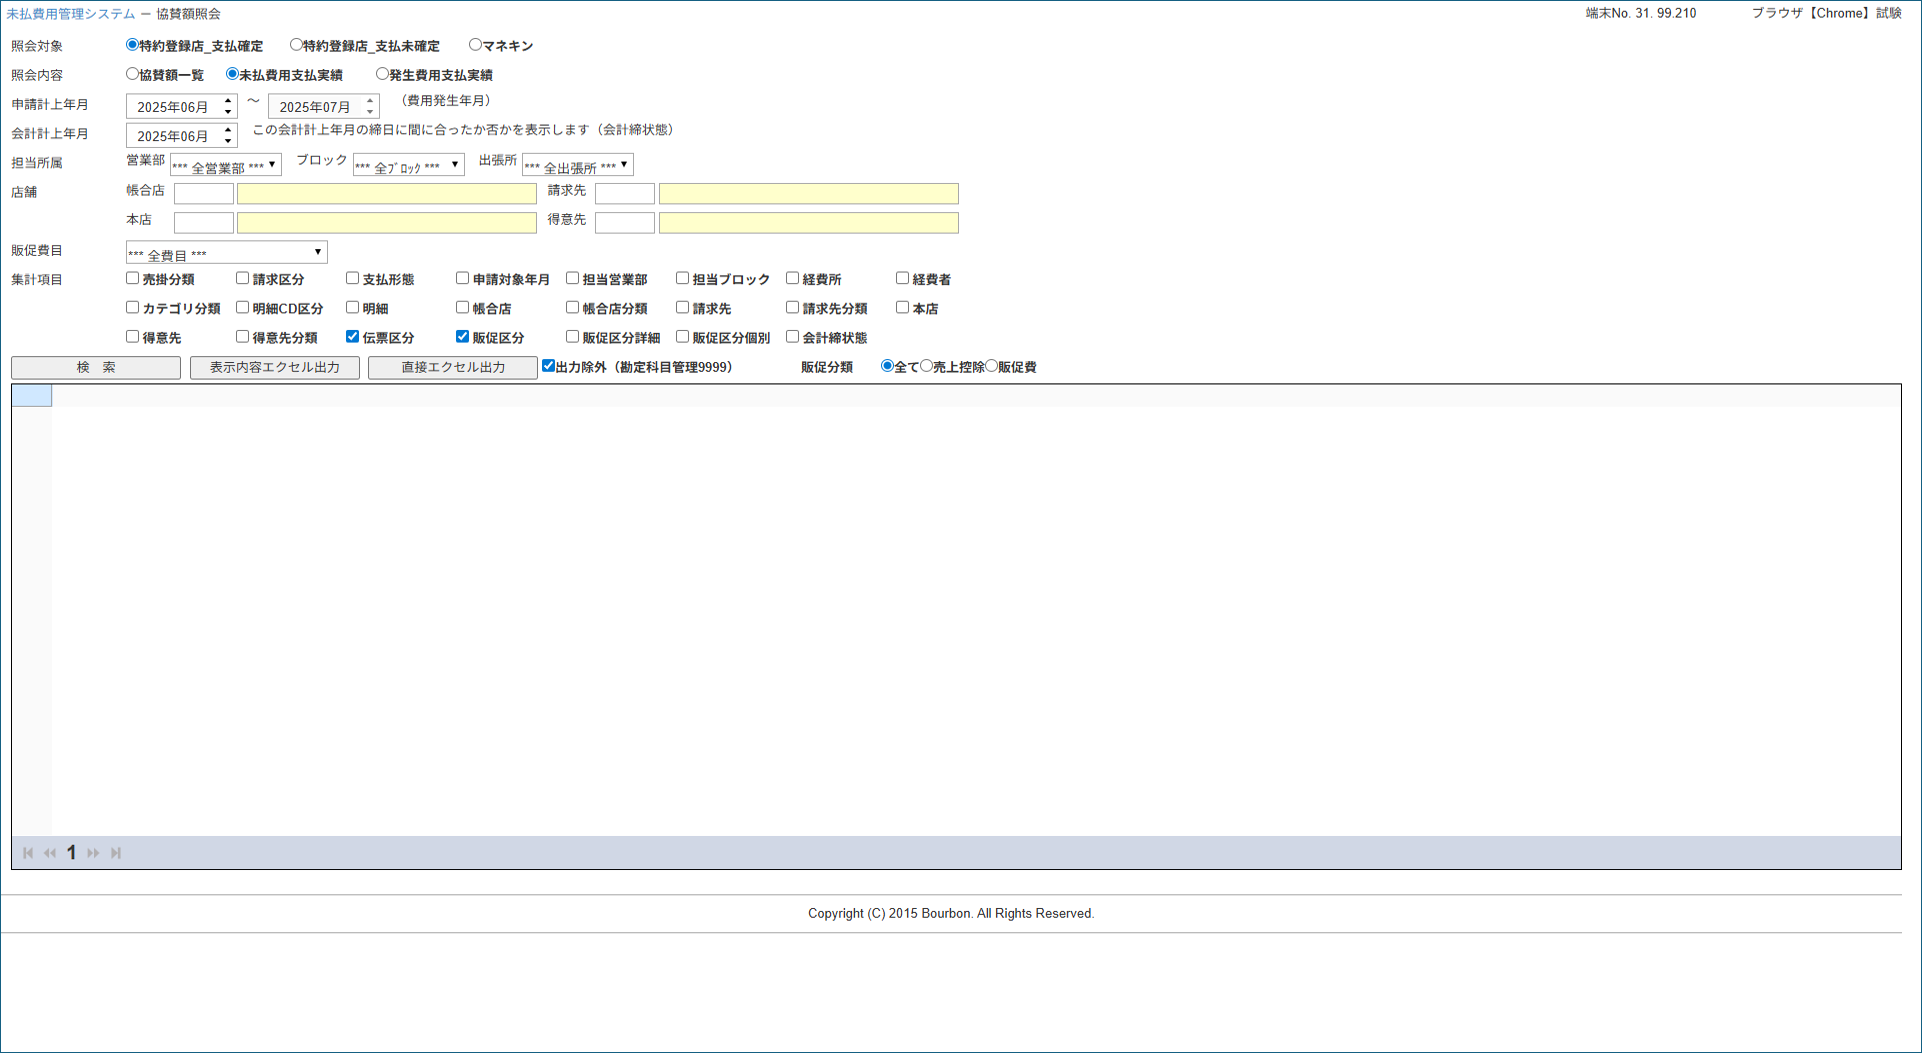 未払費用管理システム － 協賛額照会 端末No. 31. 99.210 ブラウザ【Chrome】試験
照会対象 特約登録店_支払確定 特約登録店_支払未確定 マネキン
照会内容 協賛額一覧 未払費用支払実績 発生費用支払実績
申請計上年月 2025年06月 ～ 2025年07月 （費用発生年月）
会計計上年月 2025年06月 この会計計上年月の締日に間に合ったか否かを表示します（会計締状態）
担当所属 営業部 *** 全営業部 *** ブロック *** 全ﾌﾞﾛｯｸ *** 出張所 *** 全出張所 ***
店舗 帳合店 請求先
本店 得意先
販促費目 *** 全費目 ***
集計項目 売掛分類 請求区分 支払形態 申請対象年月 担当営業部 担当ブロック 経費所 経費者
カテゴリ分類 明細CD区分 明細 帳合店 帳合店分類 請求先 請求先分類 本店
得意先 得意先分類 伝票区分 販促区分 販促区分詳細 販促区分個別 会計締状態
検　索 表示内容エクセル出力 直接エクセル出力 出力除外（勘定科目管理9999） 販促分類 全て 売上控除 販促費
1
Copyright (C) 2015 Bourbon. All Rights Reserved.